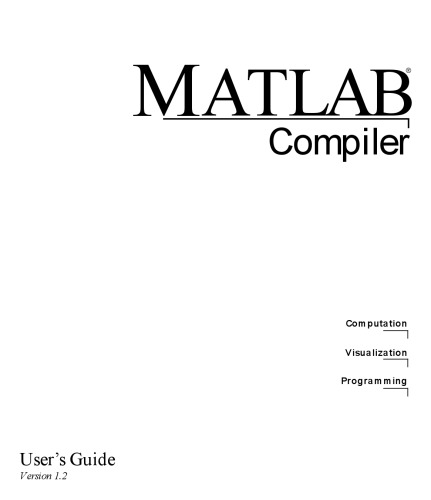 MATLAB®
Compiler
Computation
Visualization
Programming
User's Guide
Version 1.2